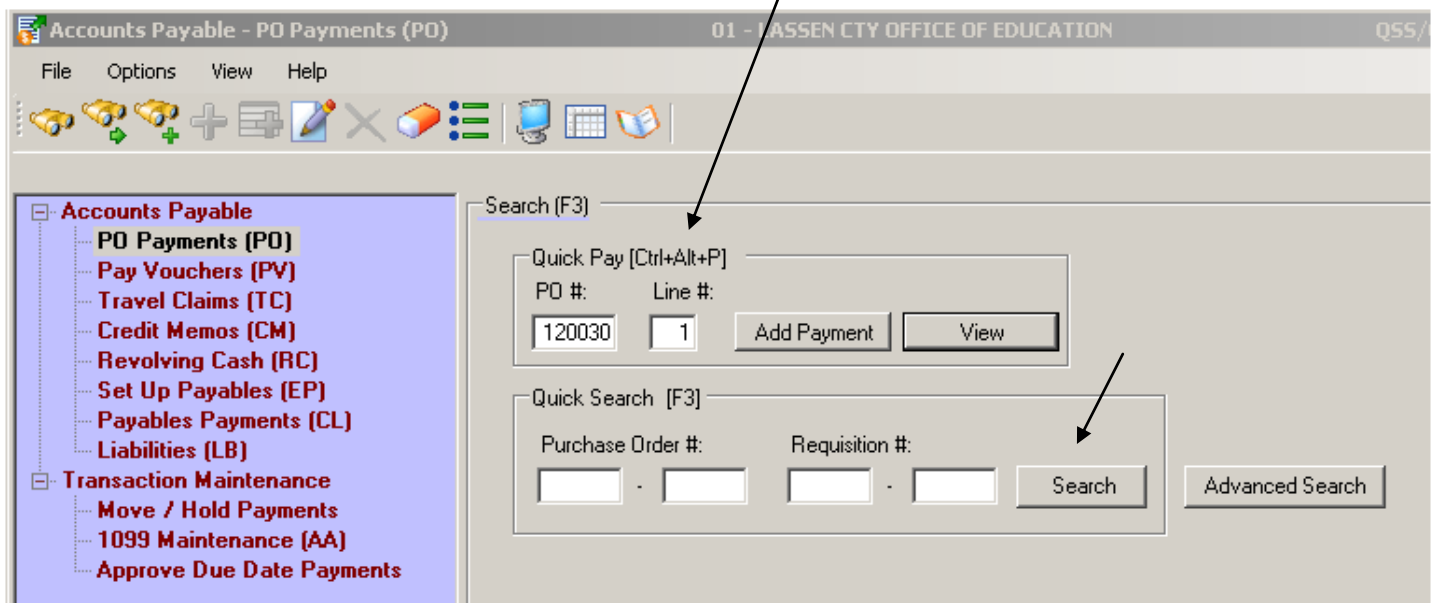 Accounts Payable - PO Payments (PO) 01 - LASSEN CTY OFFICE OF EDUCATION QSS/
File Options View Help
Accounts Payable
PO Payments (PO)
Pay Vouchers (PV)
Travel Claims (TC)
Credit Memos (CM)
Revolving Cash (RC)
Set Up Payables (EP)
Payables Payments (CL)
Liabilities (LB)
Transaction Maintenance
Move / Hold Payments
1099 Maintenance (AA)
Approve Due Date Payments
Search (F3)
Quick Pay [Ctrl+Alt+P]
PO #: Line #:
120030 1 Add Payment View
Quick Search [F3]
Purchase Order #: Requisition #:
- - Search Advanced Search